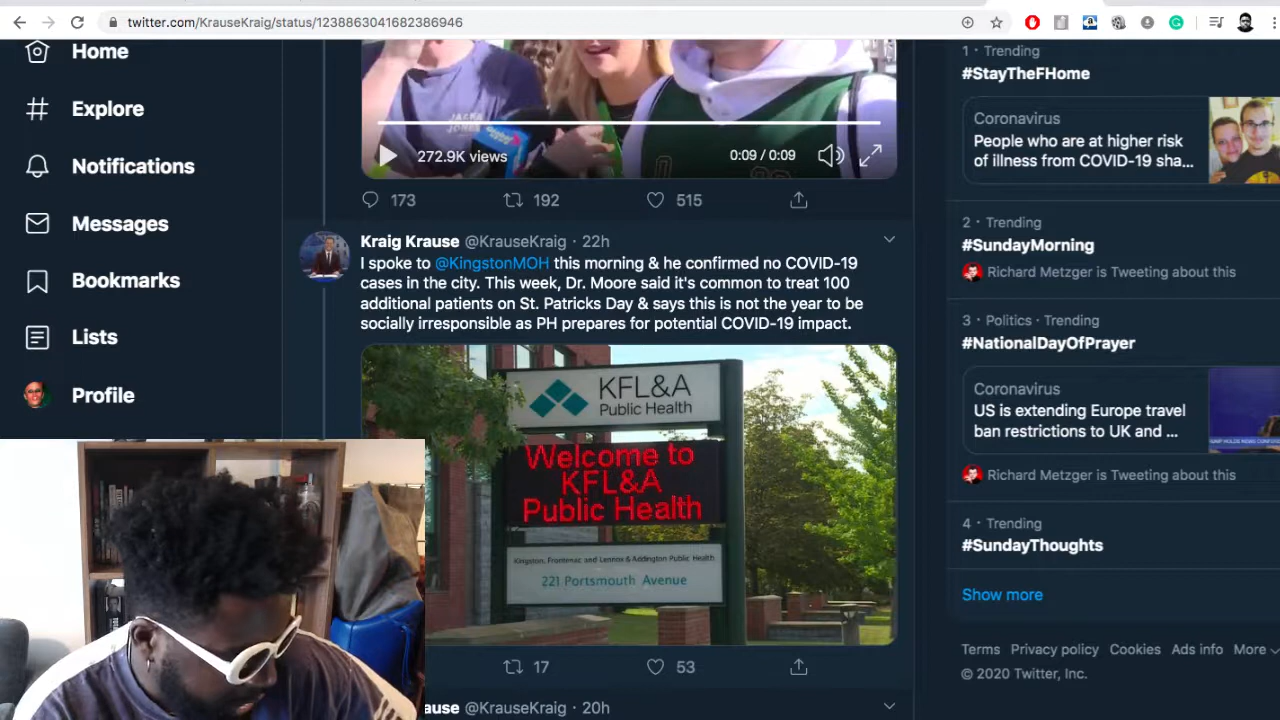 twitter.com/KrauseKraig/status/1238863041682386946
Home
Explore
Notifications
Messages
Bookmarks
Lists
Profile
JACK&
JONES
272.9K views
0:09 / 0:09
173
192
515
Kraig Krause @KrauseKraig · 22h
I spoke to @KingstonMOH this morning & he confirmed no COVID-19
cases in the city. This week, Dr. Moore said it's common to treat 100
additional patients on St. Patricks Day & says this is not the year to be
socially irresponsible as PH prepares for potential COVID-19 impact.
KFL&A
Public Health
Welcome to
KFL&A
Public Health
Kingston, Frontenac and Lennox & Addington Public Health
221 Portsmouth Avenue
17
53
ause @KrauseKraig · 20h
1 · Trending
#StayTheFHome
Coronavirus
People who are at higher risk
of illness from COVID-19 sha...
2 · Trending
#SundayMorning
Richard Metzger is Tweeting about this
3 · Politics · Trending
#NationalDayOfPrayer
Coronavirus
US is extending Europe travel
ban restrictions to UK and ...
Richard Metzger is Tweeting about this
4 · Trending
#SundayThoughts
Show more
Terms Privacy policy Cookies Ads info More
© 2020 Twitter, Inc.